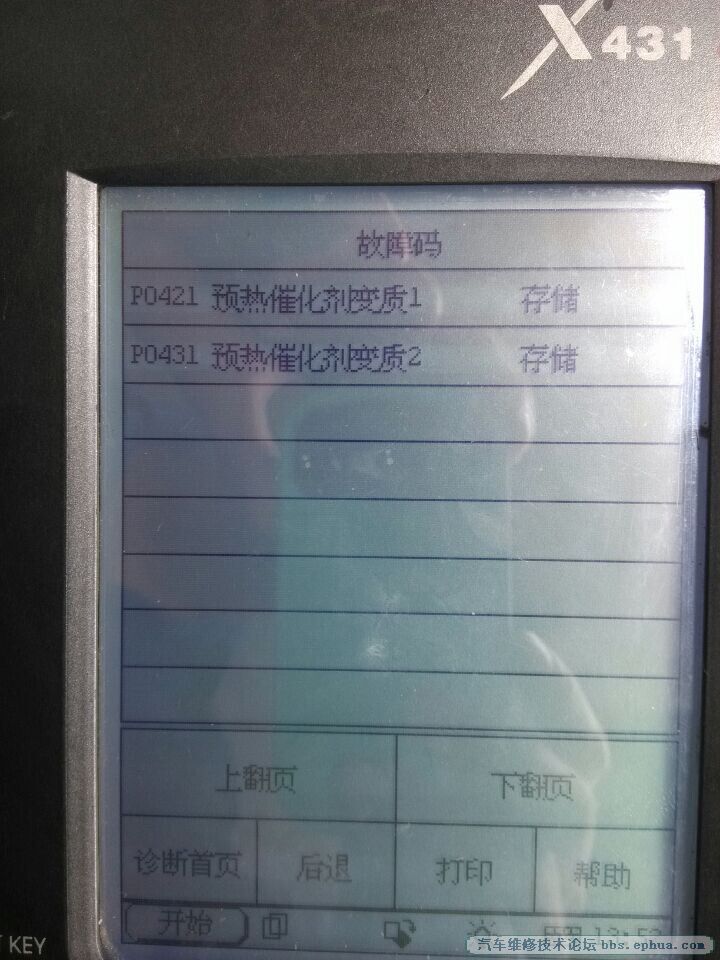 X431
故障码
P0421 预热催化剂变质1 存储
P0431 预热催化剂变质2 存储
上翻页 下翻页
诊断首页 后退 打印 帮助
开始
KEY
汽车维修技术论坛 bbs.ephua.com